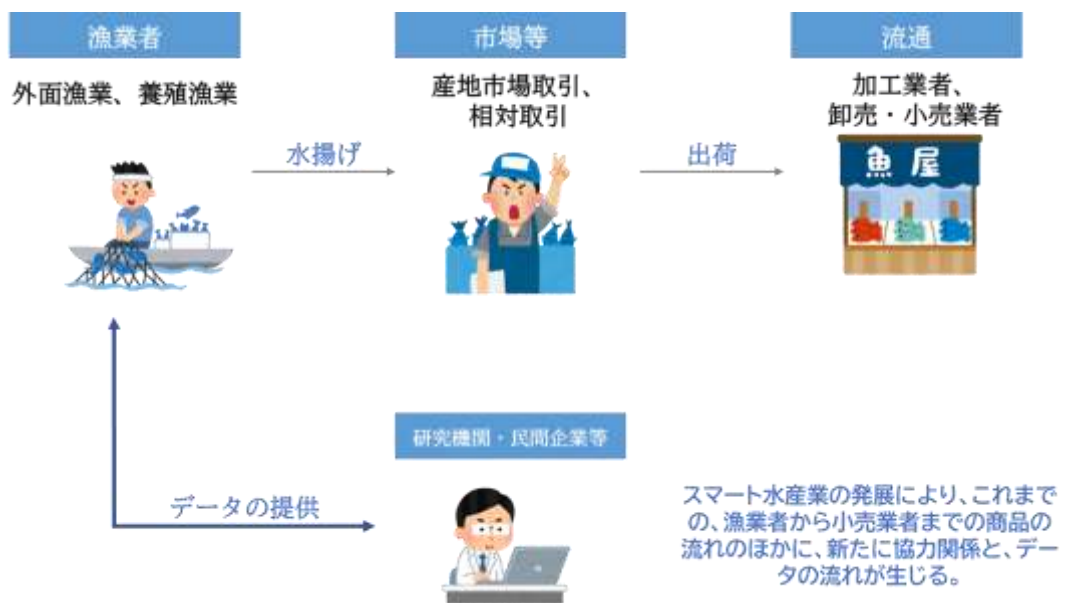 漁業者
市場等
流通
外面漁業、養殖漁業
産地市場取引、
相対取引
加工業者、
卸売・小売業者
水揚げ
出荷
魚屋
研究機関・民間企業等
データの提供
スマート水産業の発展により、これまで
の、漁業者から小売業者までの商品の
流れのほかに、新たに協力関係と、デー
タの流れが生じる。